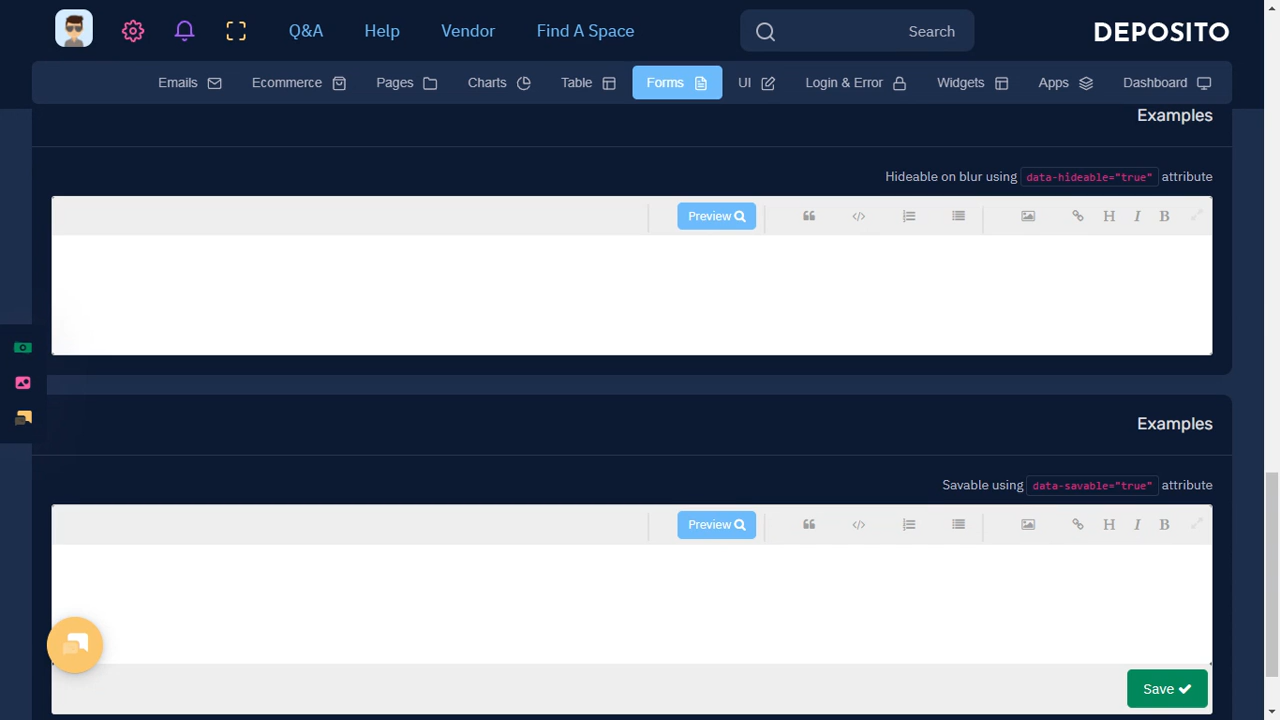 Q&A Help Vendor Find A Space Search DEPOSITO
Emails Ecommerce Pages Charts Table Forms UI Login & Error Widgets Apps Dashboard
Examples
Hideable on blur using data-hideable="true" attribute
Preview H I B
Examples
Savable using data-savable="true" attribute
Preview H I B
Save